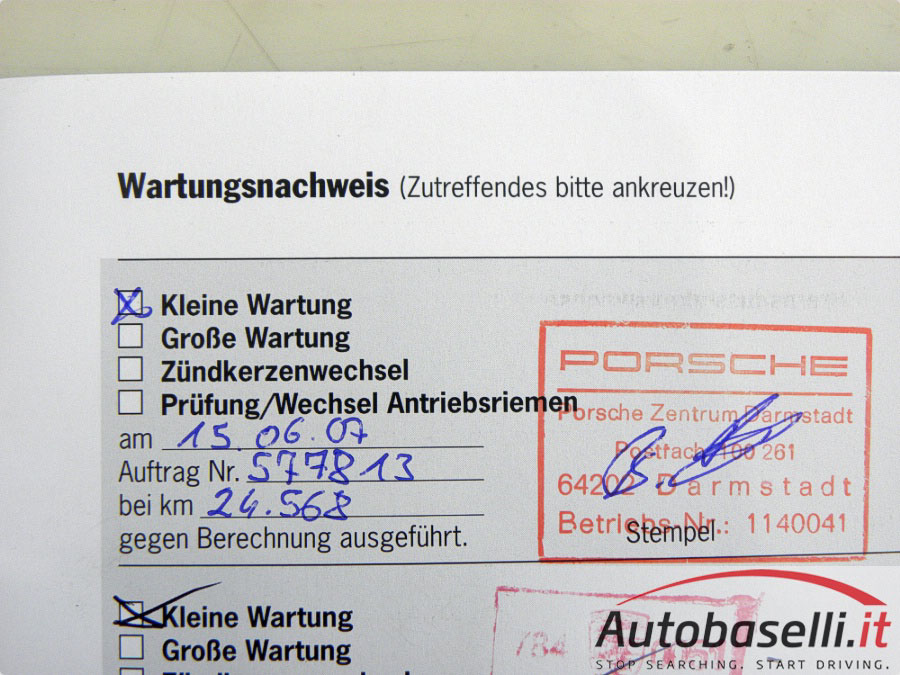 Wartungsnachweis (Zutreffendes bitte ankreuzen!)
Kleine Wartung
Große Wartung
Zündkerzenwechsel
Prüfung/Wechsel Antriebsriemen
am 15.06.07
Auftrag Nr. 577813
bei km 24.568
gegen Berechnung ausgeführt.
PORSCHE
Porsche Zentrum Darmstadt
Postfach 100 261
64202 Darmstadt
Betriebs-Nr.: 1140041
Stempel
Kleine Wartung
Große Wartung
Autobaselli.it
STOP SEARCHING. START DRIVING.